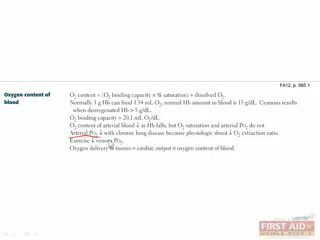 FA12, p. 565.1
Oxygen content of blood
O₂ content = (O₂ binding capacity × % saturation) + dissolved O₂.
Normally 1 g Hb can bind 1.34 mL O₂; normal Hb amount in blood is 15 g/dL. Cyanosis results
when deoxygenated Hb > 5 g/dL.
O₂ binding capacity ≈ 20.1 mL O₂/dL.
O₂ content of arterial blood ↓ as Hb falls, but O₂ saturation and arterial PO₂ do not.
Arterial PO₂ ↓ with chronic lung disease because physiologic shunt ↓ O₂ extraction ratio.
Exercise ↓ venous PO₂.
Oxygen delivery to tissues = cardiac output × oxygen content of blood.
FIRST AID